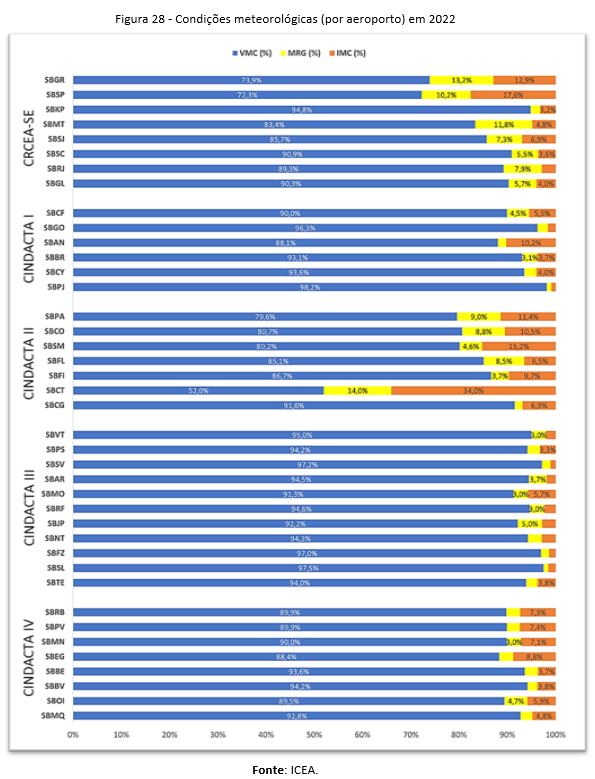 Figura 28 - Condições meteorológicas (por aeroporto) em 2022
VMC (%) MRG (%) IMC (%)
CRCEA-SE
SBGR 73,9% 13,2% 12,9%
SBSP 72,3% 10,2% 17,6%
SBKP 94,8% 3,2%
SBMT 83,4% 11,8% 4,8%
SBSJ 85,7% 7,3% 6,9%
SBSC 90,9% 5,5% 3,6%
SBRJ 89,3% 7,9%
SBGL 90,3% 5,7% 4,0%
CINDACTA I
SBCF 90,0% 4,5% 5,5%
SBGO 96,3%
SBAN 88,1% 10,2%
SBBR 93,1% 3,1% 3,7%
SBCY 93,6% 4,0%
SBPJ 98,2%
CINDACTA II
SBPA 79,6% 9,0% 11,4%
SBCO 80,7% 8,8% 10,5%
SBSM 80,2% 4,6% 15,2%
SBFL 85,1% 8,5% 6,5%
SBFI 86,7% 3,7% 9,7%
SBCT 52,0% 14,0% 34,0%
SBCG 91,6% 6,9%
CINDACTA III
SBVT 95,0% 3,0%
SBPS 94,2% 3,3%
SBSV 97,2%
SBAR 94,5% 3,7%
SBMO 91,3% 3,0% 5,7%
SBRF 94,6% 3,0%
SBJP 92,2% 5,0%
SBNT 94,3%
SBFZ 97,0%
SBSL 97,5%
SBTE 94,0% 3,8%
CINDACTA IV
SBRB 89,9% 7,3%
SBPV 89,9% 7,4%
SBMN 90,0% 3,0% 7,1%
SBEG 88,4% 8,8%
SBBE 93,6% 3,7%
SBBV 94,2% 3,8%
SBOI 89,5% 4,7% 5,9%
SBMQ 92,8% 4,8%
0% 10% 20% 30% 40% 50% 60% 70% 80% 90% 100%
Fonte: ICEA.